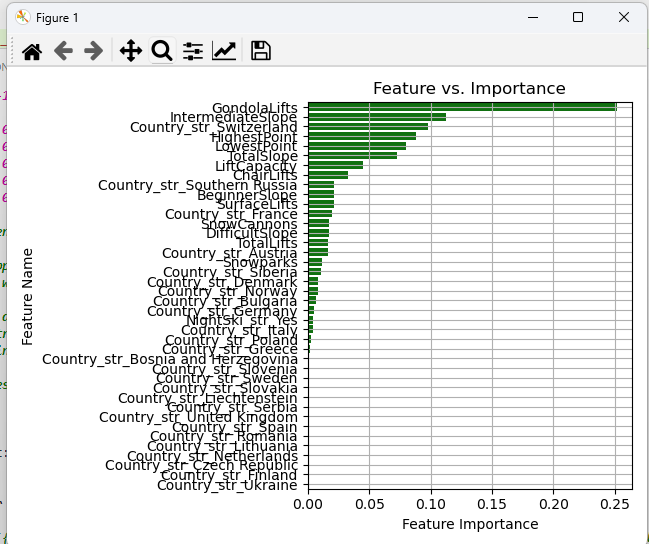 Figure 1
Feature vs. Importance
GondolaLifts
IntermediateSlope
Country_str_Switzerland
HighestPoint
LowestPoint
TotalSlope
LiftCapacity
ChairLifts
Country_str_Southern Russia
BeginnerSlope
SurfaceLifts
Country_str_France
SnowCannons
DifficultSlope
TotalLifts
Country_str_Austria
Snowparks
Country_str_Siberia
Country_str_Denmark
Country_str_Norway
Country_str_Bulgaria
Country_str_Germany
NightSki_str_Yes
Country_str_Italy
Country_str_Poland
Country_str_Greece
Country_str_Bosnia and Herzegovina
Country_str_Slovenia
Country_str_Sweden
Country_str_Slovakia
Country_str_Liechtenstein
Country_str_Serbia
Country_str_United Kingdom
Country_str_Spain
Country_str_Romania
Country_str_Lithuania
Country_str_Netherlands
Country_str_Czech Republic
Country_str_Finland
Country_str_Ukraine
Feature Name
0.00 0.05 0.10 0.15 0.20 0.25
Feature Importance